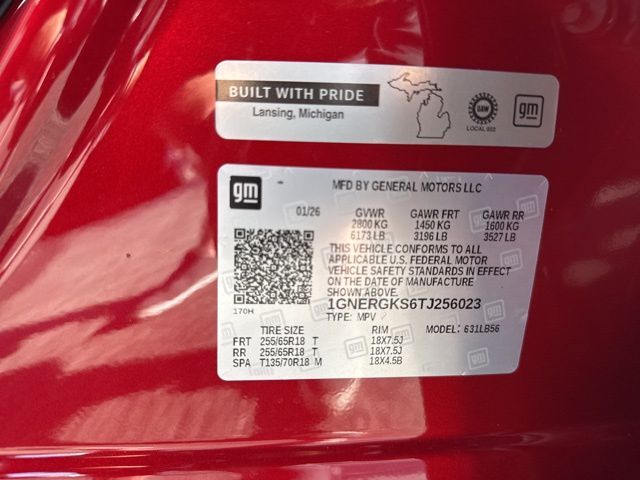 BUILT WITH PRIDE
Lansing, Michigan
UAW
LOCAL 602
gm
gm
MFD BY GENERAL MOTORS LLC
01/26 GVWR GAWR FRT GAWR RR
2800 KG 1450 KG 1600 KG
6173 LB 3196 LB 3527 LB
THIS VEHICLE CONFORMS TO ALL
APPLICABLE U.S. FEDERAL MOTOR
VEHICLE SAFETY STANDARDS IN EFFECT
ON THE DATE OF MANUFACTURE
1GNERGKS6TJ256023
170H
TYPE: MPV
TIRE SIZE RIM MODEL: 631LB56
FRT 255/65R18 T 18X7.5J
RR 255/65R18 T 18X7.5J
SPA T135/70R18 M 18X4.5B